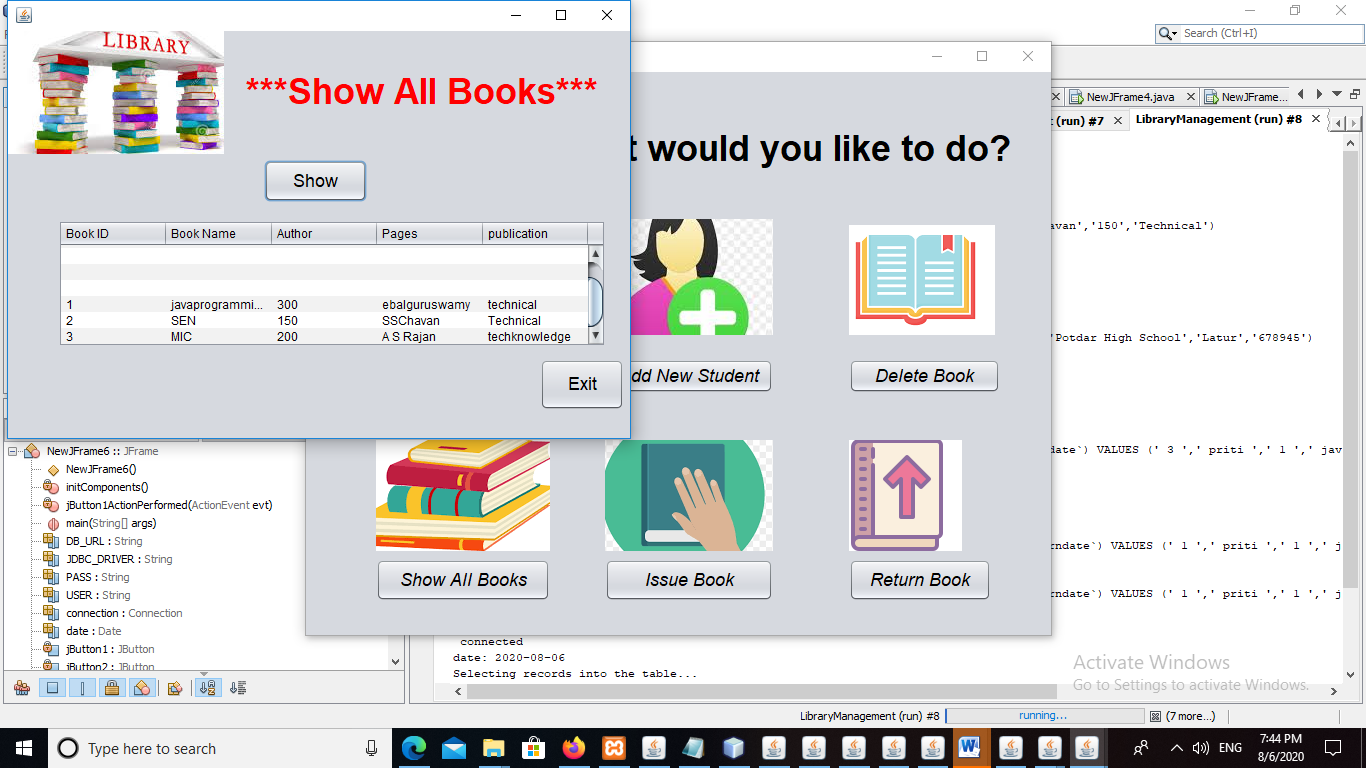 LIBRARY
***Show All Books***
Show
Book ID Book Name Author Pages publication
1 javaprogrammi... 300 ebalguruswamy technical
2 SEN 150 SSChavan Technical
3 MIC 200 A S Rajan techknowledge
Exit
t would you like to do?
dd New Student
Delete Book
Show All Books
Issue Book
Return Book
Search (Ctrl+I)
NewJFrame4.java
NewJFrame...
t (run) #7
LibraryManagement (run) #8
avan','150','Technical')
'Potdar High School','Latur','678945')
date`) VALUES (' 3 ',' priti ',' 1 ',' jav
rndate`) VALUES (' 1 ',' priti ',' 1 ',' j
rndate`) VALUES (' 1 ',' priti ',' 1 ',' j
connected
date: 2020-08-06
Selecting records into the table...
NewJFrame6 :: JFrame
NewJFrame6()
initComponents()
jButton1ActionPerformed(ActionEvent evt)
main(String[] args)
DB_URL : String
JDBC_DRIVER : String
PASS : String
USER : String
connection : Connection
date : Date
jButton1 : JButton
jButton2 : JButton
Activate Windows
Go to Settings to activate Windows.
LibraryManagement (run) #8
running...
(7 more...)
Type here to search
ENG
7:44 PM
8/6/2020